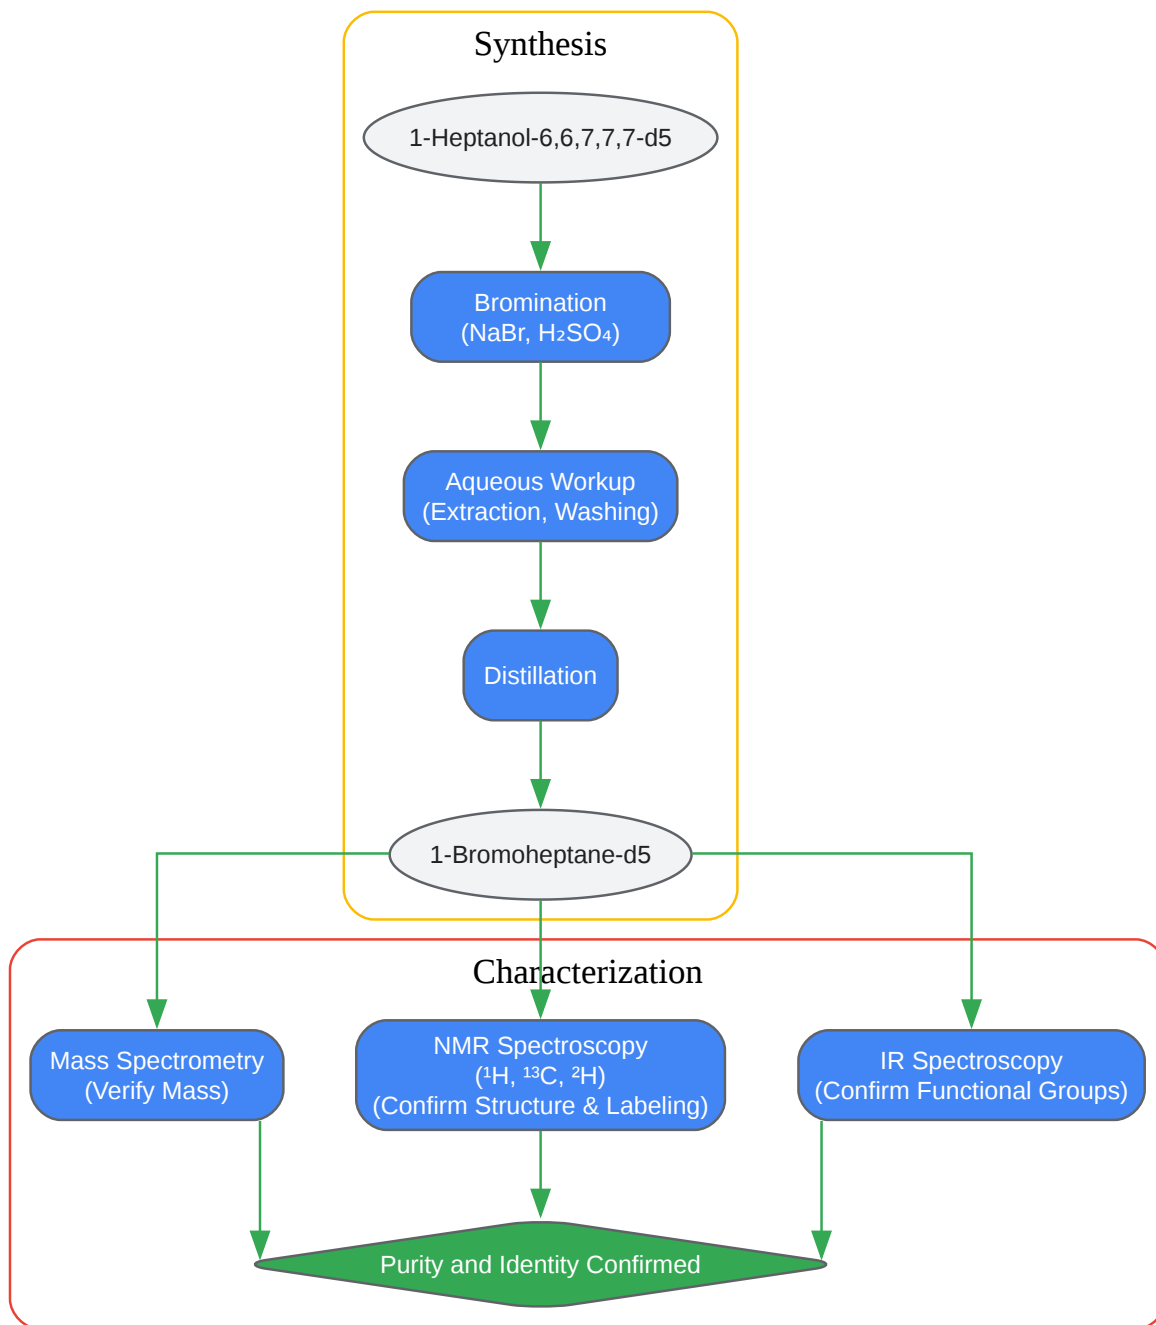 Synthesis
1-Heptanol-6,6,7,7,7-d5
Bromination
(NaBr, H₂SO₄)
Aqueous Workup
(Extraction, Washing)
Distillation
1-Bromoheptane-d5
Characterization
Mass Spectrometry
(Verify Mass)
NMR Spectroscopy
(¹H, ¹³C, ²H)
(Confirm Structure & Labeling)
IR Spectroscopy
(Confirm Functional Groups)
Purity and Identity Confirmed